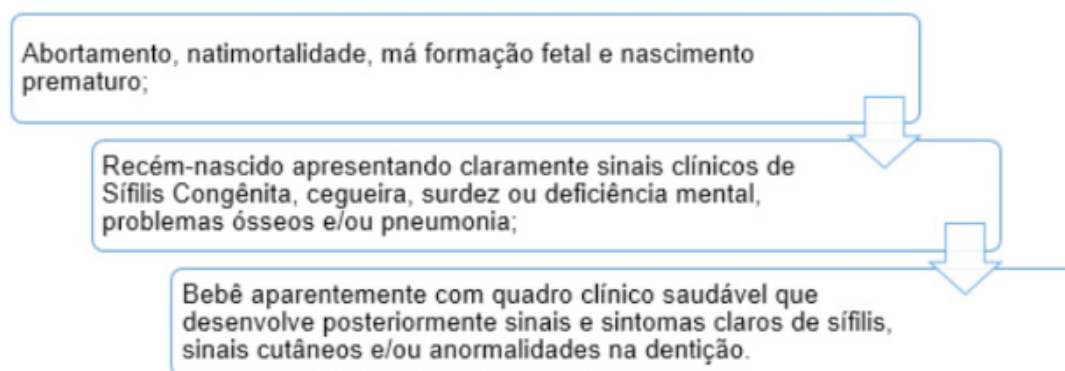 Abortamento, natimortalidade, má formação fetal e nascimento
prematuro;
Recém-nascido apresentando claramente sinais clínicos de
Sífilis Congênita, cegueira, surdez ou deficiência mental,
problemas ósseos e/ou pneumonia;
Bebê aparentemente com quadro clínico saudável que
desenvolve posteriormente sinais e sintomas claros de sífilis,
sinais cutâneos e/ou anormalidades na dentição.